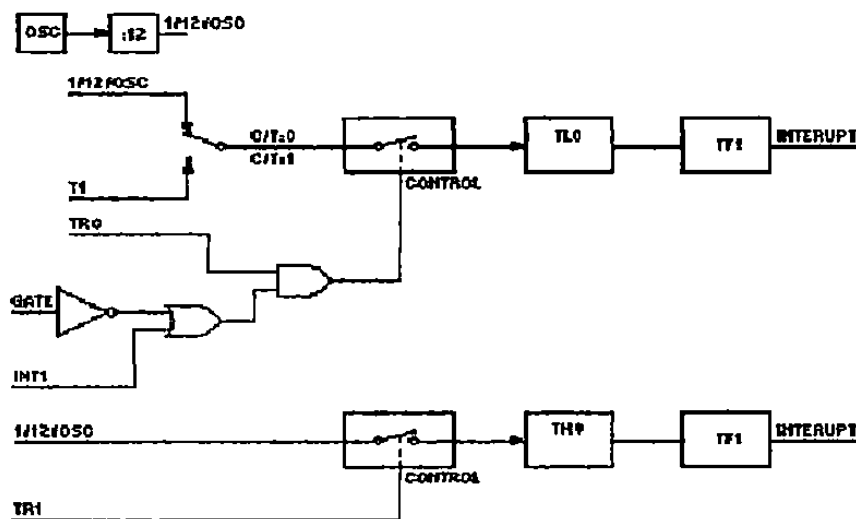 OSC
:12
1/12fOSC
1/12fOSC
C/T=0
C/T=1
T1
CONTROL
TL0
TF1
INTERUPT
TR0
GATE
INT1
1/12fOSC
CONTROL
TH0
TF1
INTERUPT
TR1